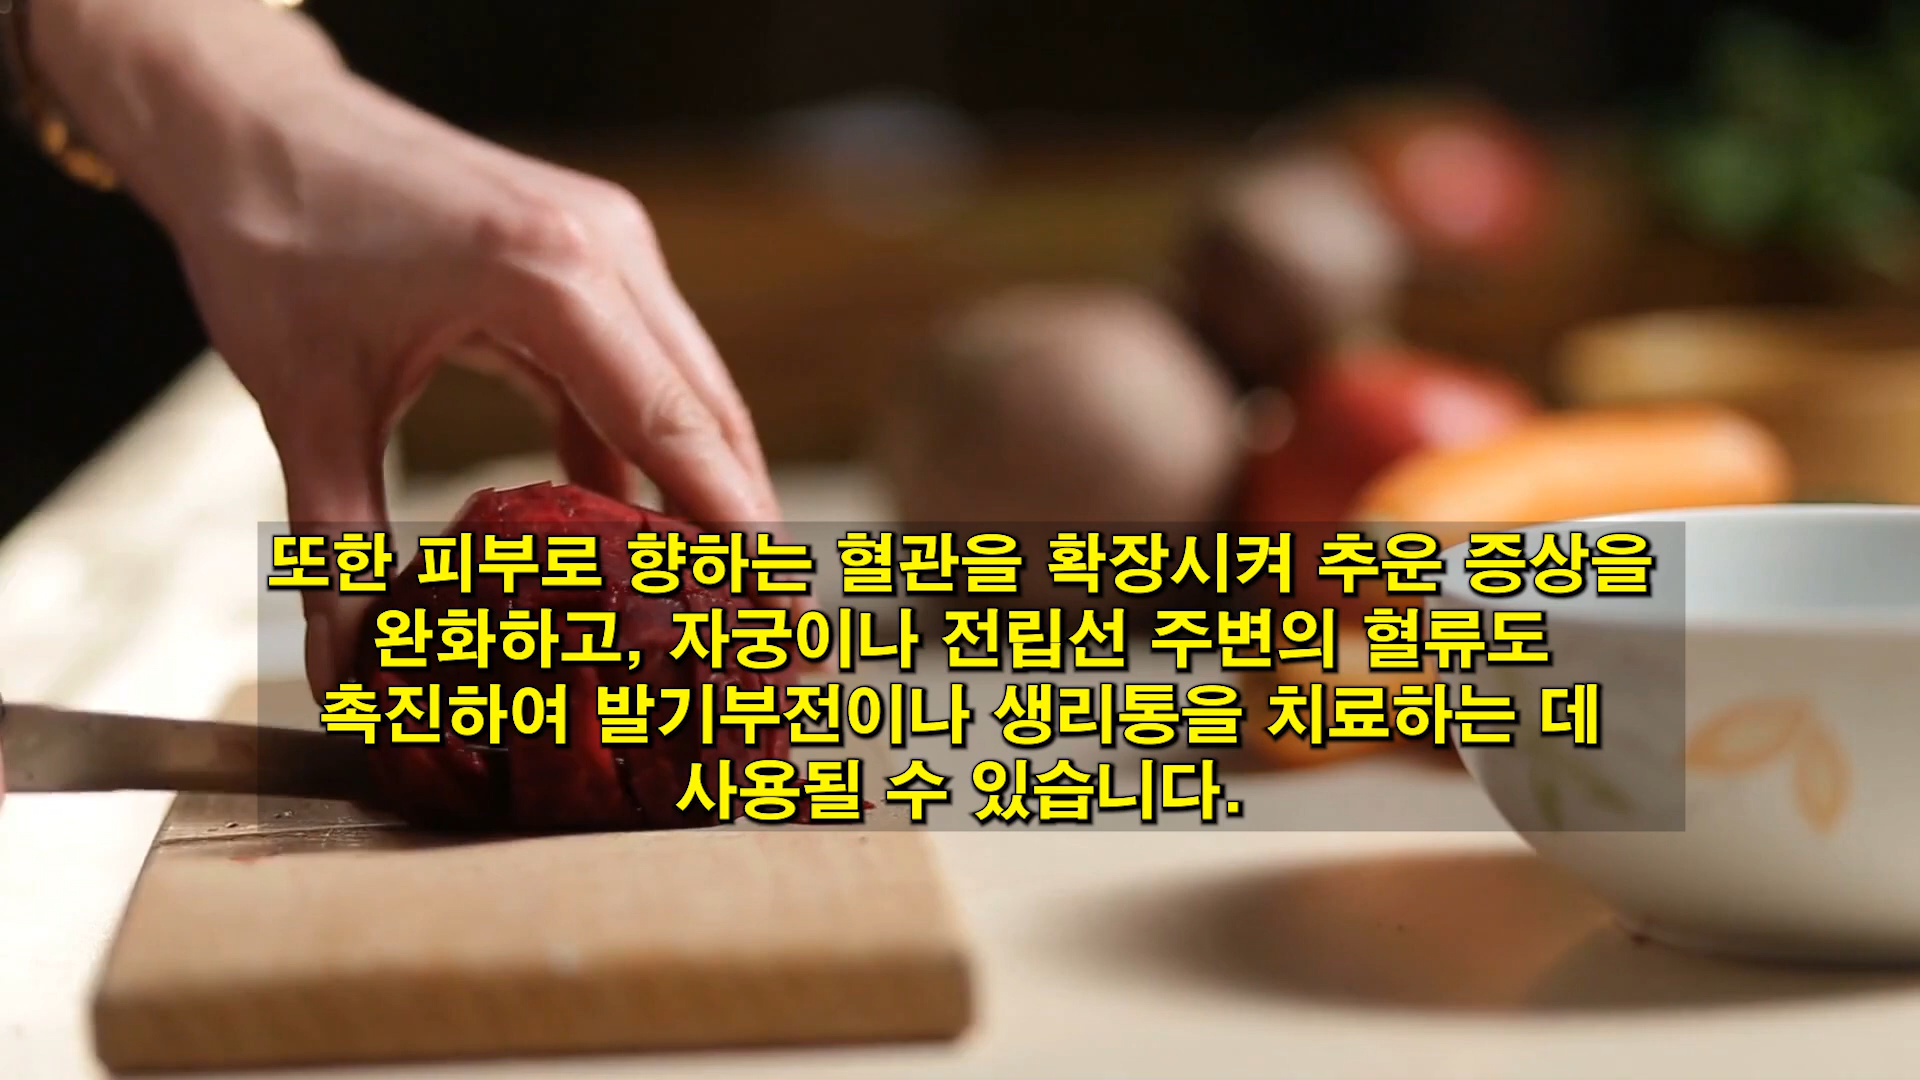 또한 피부로 향하는 혈관을 확장시켜 추운 증상을
완화하고, 자궁이나 전립선 주변의 혈류도
촉진하여 발기부전이나 생리통을 치료하는 데
사용될 수 있습니다.